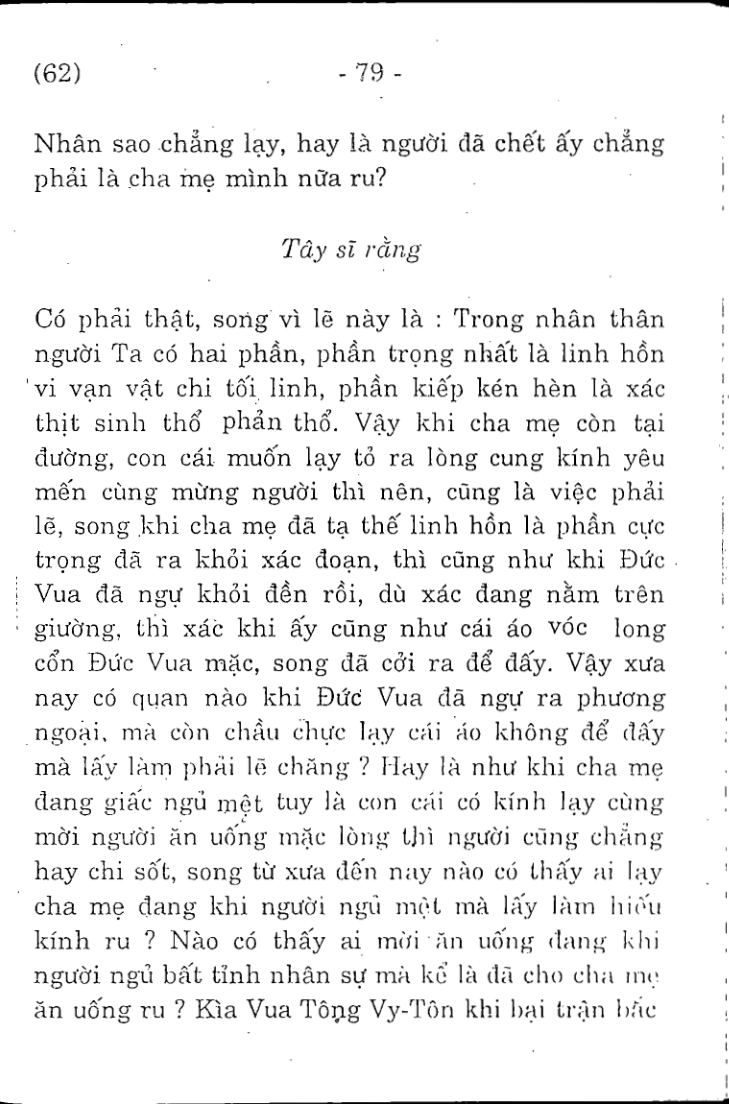 (62) - 79 -
Nhân sao chẳng lạy, hay là người đã chết ấy chẳng
phải là cha mẹ mình nữa ru?
Tây sĩ rằng
Có phải thật, song vì lẽ này là : Trong nhân thân
người Ta có hai phần, phần trọng nhất là linh hồn
vi vạn vật chi tối linh, phần kiếp kén hèn là xác
thịt sinh thổ phản thổ. Vậy khi cha mẹ còn tại
đường, con cái muốn lạy tỏ ra lòng cung kính yêu
mến cùng mừng người thì nên, cũng là việc phải
lẽ, song khi cha mẹ đã tạ thế linh hồn là phần cực
trọng đã ra khỏi xác đoạn, thì cũng như khi Đức
Vua đã ngự khỏi đền rồi, dù xác đang nằm trên
giường, thì xác khi ấy cũng như cái áo vóc long
cổn Đức Vua mặc, song đã cởi ra để đấy. Vậy xưa
nay có quan nào khi Đức Vua đã ngự ra phương
ngoại, mà còn chầu chực lạy cái áo không để đấy
mà lấy làm phải lẽ chăng ? Hay là như khi cha mẹ
đang giấc ngủ mệt tuy là con cái có kính lạy cùng
mời người ăn uống mặc lòng thì người cũng chẳng
hay chi sốt, song từ xưa đến nay nào có thấy ai lạy
cha mẹ đang khi người ngủ mệt mà lấy làm hiếu
kính ru ? Nào có thấy ai mời ăn uống đang khi
người ngủ bất tỉnh nhân sự mà kể là đã cho cha mẹ
ăn uống ru ? Kìa Vua Tông Vy-Tôn khi bại trận bắc